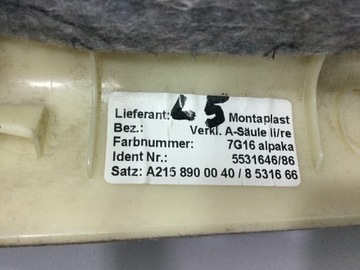 Lieferant: Montaplast
L5
Bez.: Verkl. A-Säule li/re
Farbnummer: 7G16 alpaka
Ident Nr.: 5531646/86
Satz: A215 890 00 40 / 8 5316 66